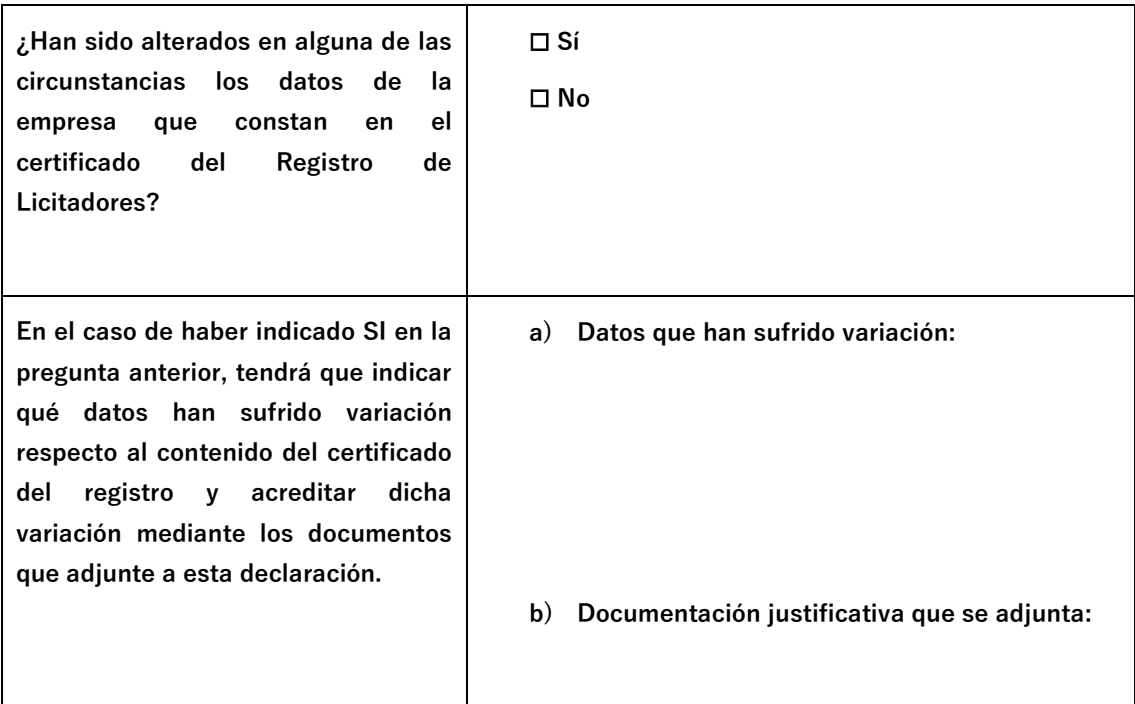 ¿Han sido alterados en alguna de las
circunstancias los datos de la
empresa que constan en el
certificado del Registro de
Licitadores?
☐ Sí
☐ No
En el caso de haber indicado SI en la
pregunta anterior, tendrá que indicar
qué datos han sufrido variación
respecto al contenido del certificado
del registro y acreditar dicha
variación mediante los documentos
que adjunte a esta declaración.
a) Datos que han sufrido variación:
b) Documentación justificativa que se adjunta: